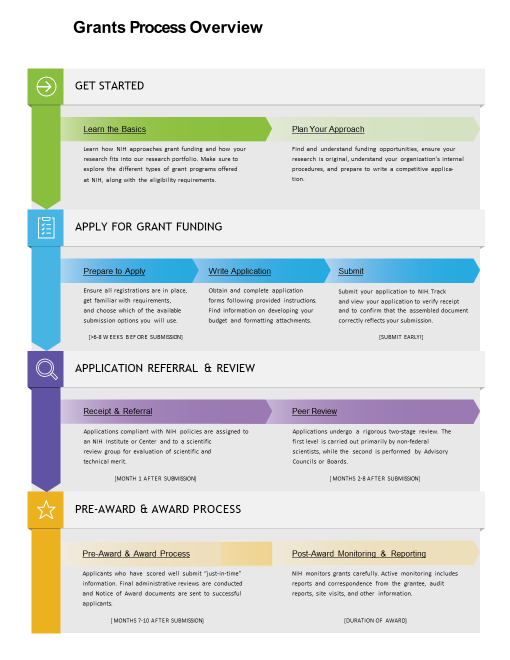 Grants Process Overview
GET STARTED
Learn the Basics
Learn how NIH approaches grant funding and how your
research fits into our research portfolio. Make sure to
explore the different types of grant programs offered
at NIH, along with the eligibility requirements.
Plan Your Approach
Find and understand funding opportunities, ensure your
research is original, understand your organization's internal
procedures, and prepare to write a competitive applica-
tion.
APPLY FOR GRANT FUNDING
Prepare to Apply
Ensure all registrations are in place,
get familiar with requirements,
and choose which of the available
submission options you will use.
[>6-8 WEEKS BEFORE SUBMISSION]
Write Application
Obtain and complete application
forms following provided instructions.
Find information on developing your
budget and formatting attachments.
Submit
Submit your application to NIH. Track
and view your application to verify receipt
and to confirm that the assembled document
correctly reflects your submission.
[SUBMIT EARLY!]
APPLICATION REFERRAL & REVIEW
Receipt & Referral
Applications compliant with NIH policies are assigned to
an NIH Institute or Center and to a scientific
review group for evaluation of scientific and
technical merit.
[MONTH 1 AFTER SUBMISSION]
Peer Review
Applications undergo a rigorous two-stage review. The
first level is carried out primarily by non-federal
scientists, while the second is performed by Advisory
Councils or Boards.
[MONTHS 2-8 AFTER SUBMISSION]
PRE-AWARD & AWARD PROCESS
Pre-Award & Award Process
Applicants who have scored well submit "just-in-time"
information. Final administrative reviews are conducted
and Notice of Award documents are sent to successful
applicants.
[MONTHS 7-10 AFTER SUBMISSION]
Post-Award Monitoring & Reporting
NIH monitors grants carefully. Active monitoring includes
reports and correspondence from the grantee, audit
reports, site visits, and other information.
[DURATION OF AWARD]